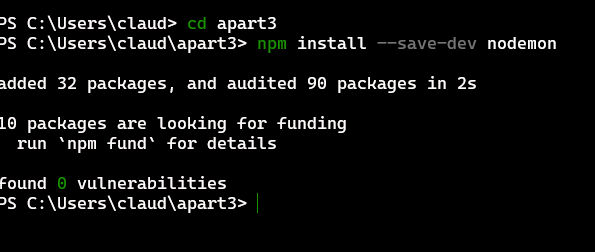 PS C:\Users\claud> cd apart3
PS C:\Users\claud\apart3> npm install --save-dev nodemon
added 32 packages, and audited 90 packages in 2s
10 packages are looking for funding
run `npm fund` for details
found 0 vulnerabilities
PS C:\Users\claud\apart3>